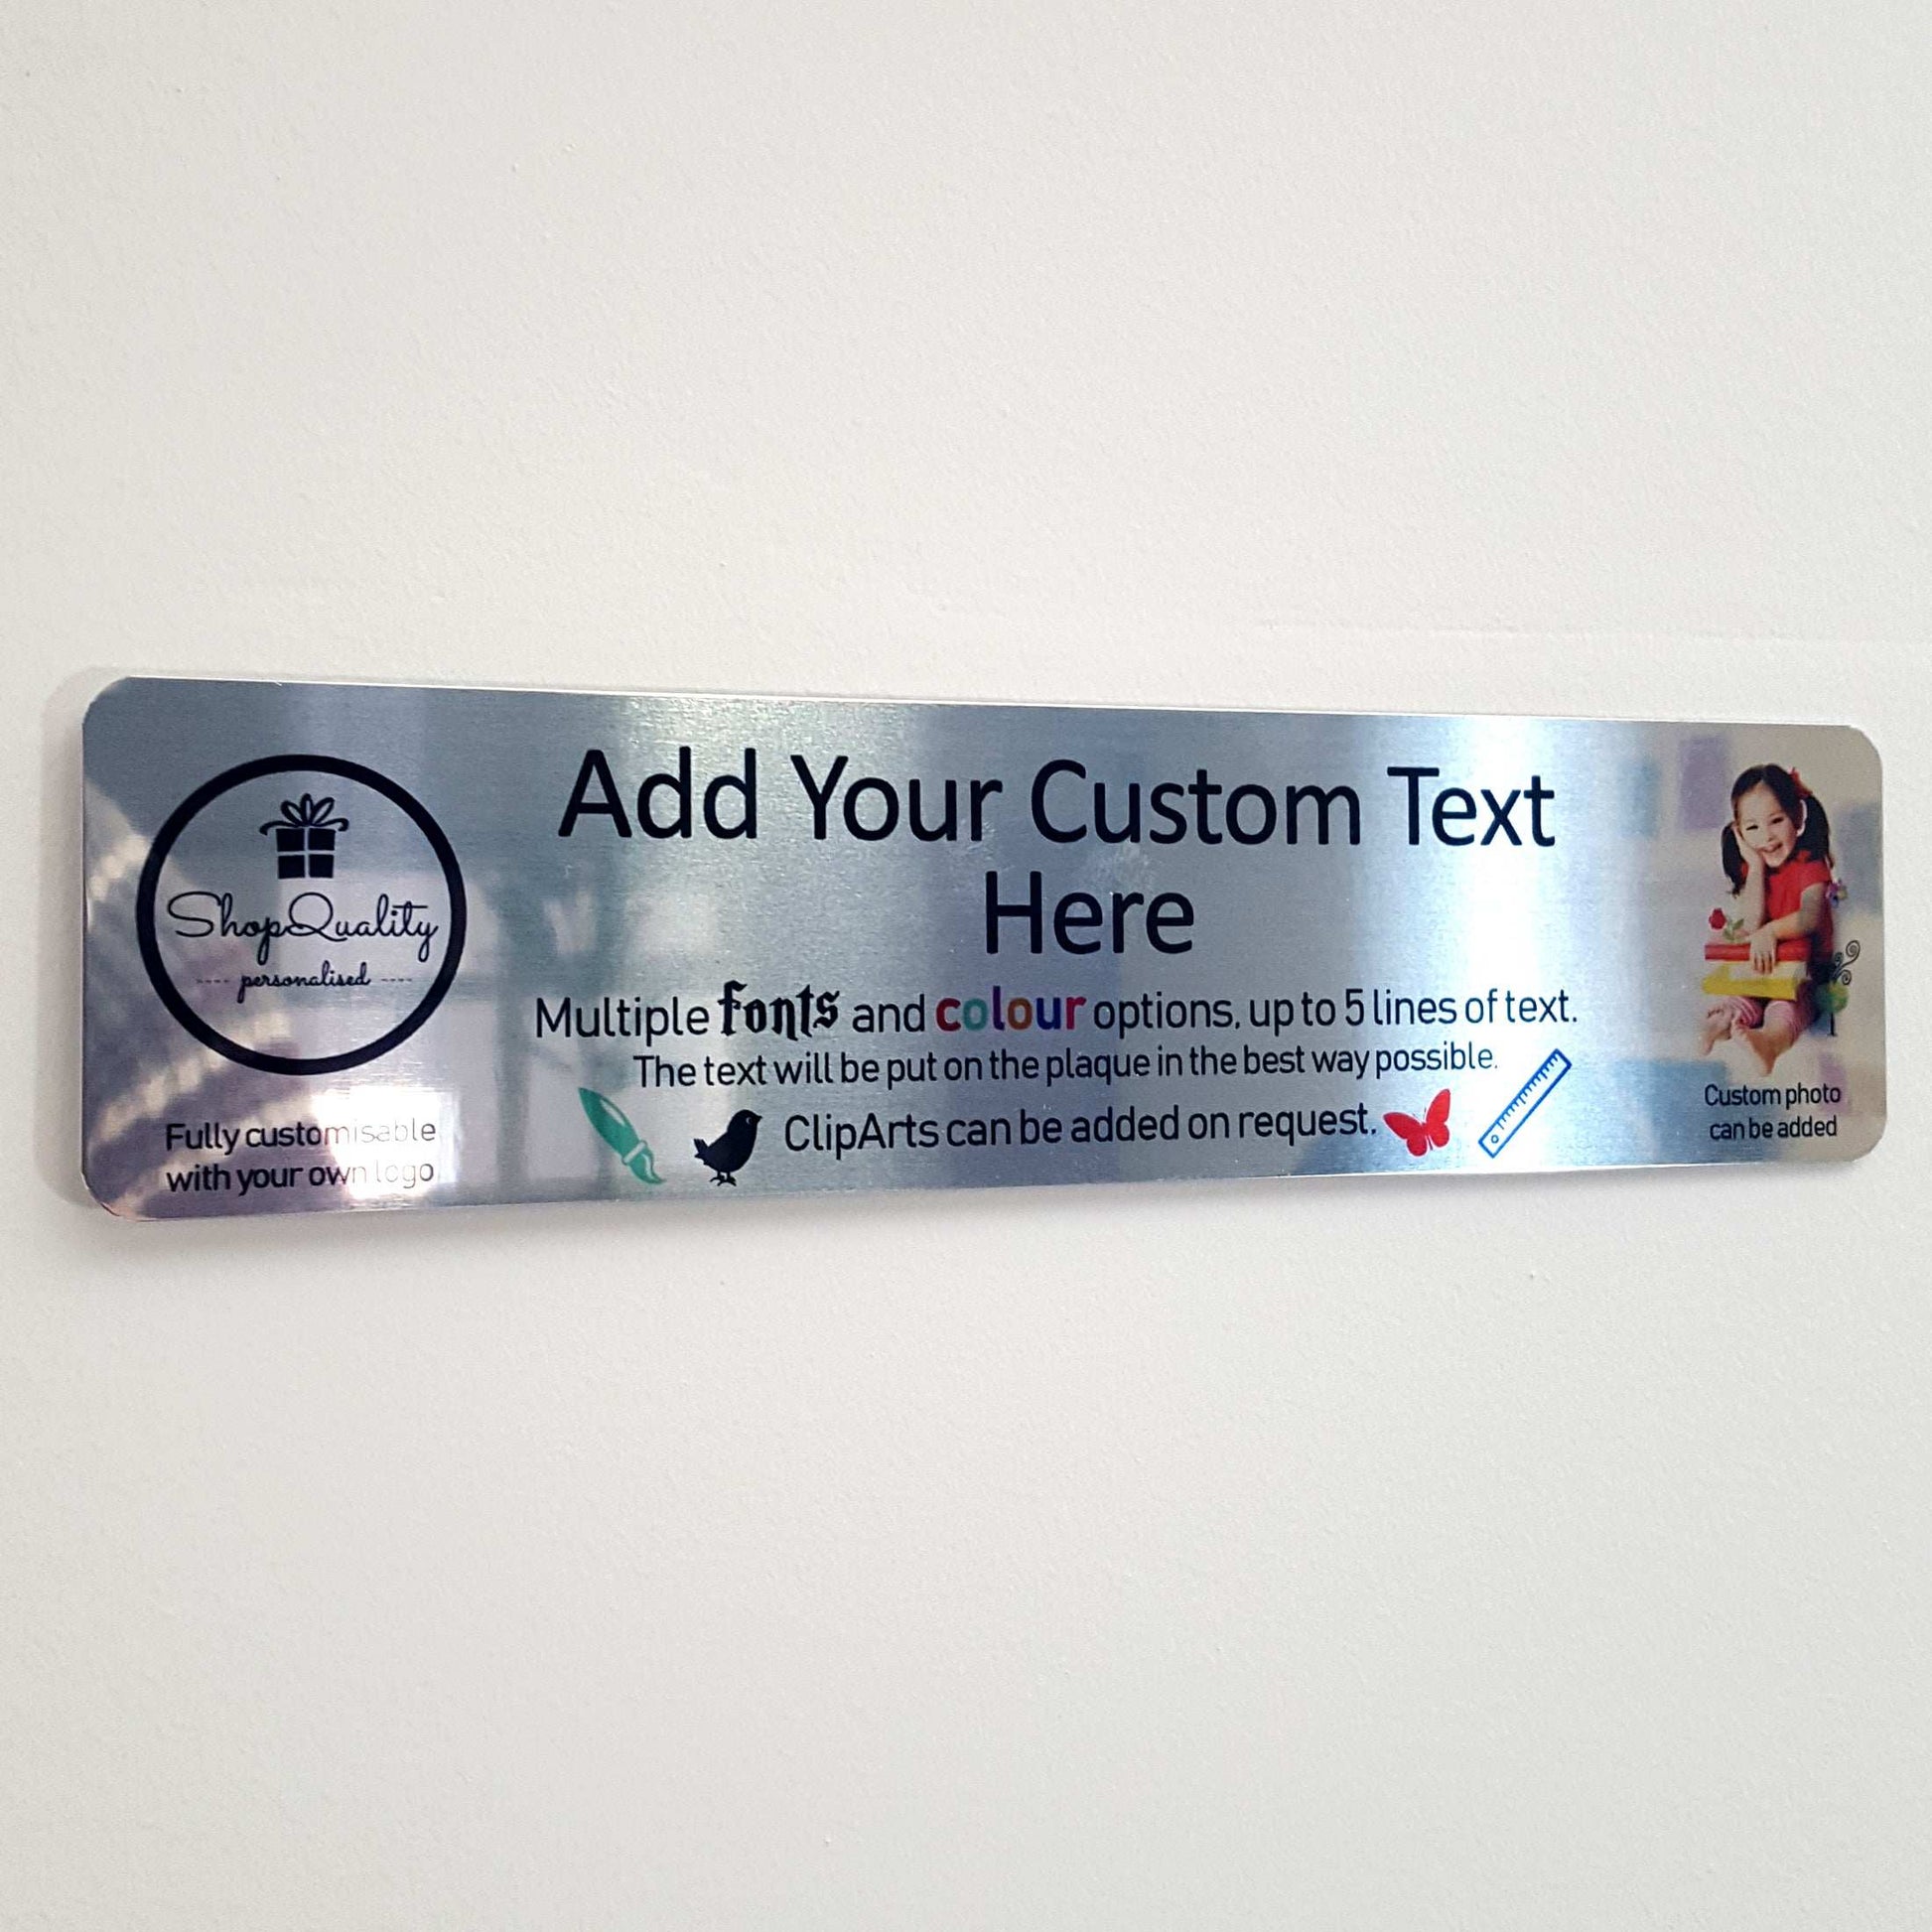 Add Your Custom Text
Here
ShopQuality
personalised
Multiple fonts and colour options, up to 5 lines of text.
The text will be put on the plaque in the best way possible.
ClipArts can be added on request.
Fully customisable
with your own logo
Custom photo
can be added